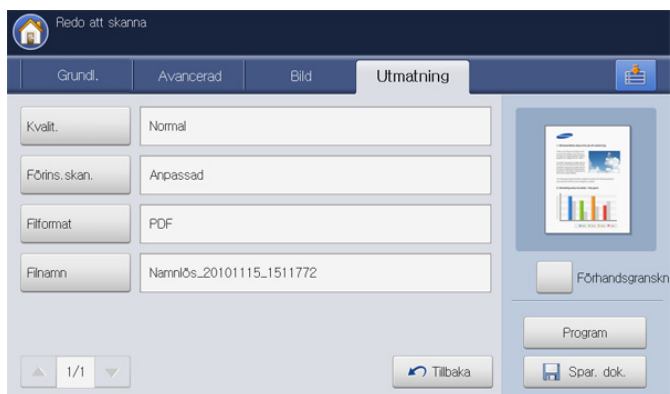 Redo att skanna
Grundl.
Avancerad
Bild
Utmatning
Kvalit.
Normal
Förins.skan.
Anpassad
Filformat
PDF
Filnamn
Namnlös_20101115_1511772
Förhandsgranskn
Program
1/1
Tillbaka
Spar. dok.